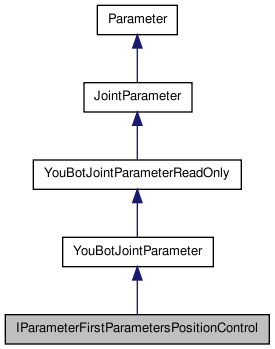 Parameter
JointParameter
YouBotJointParameterReadOnly
YouBotJointParameter
IParameterFirstParametersPositionControl